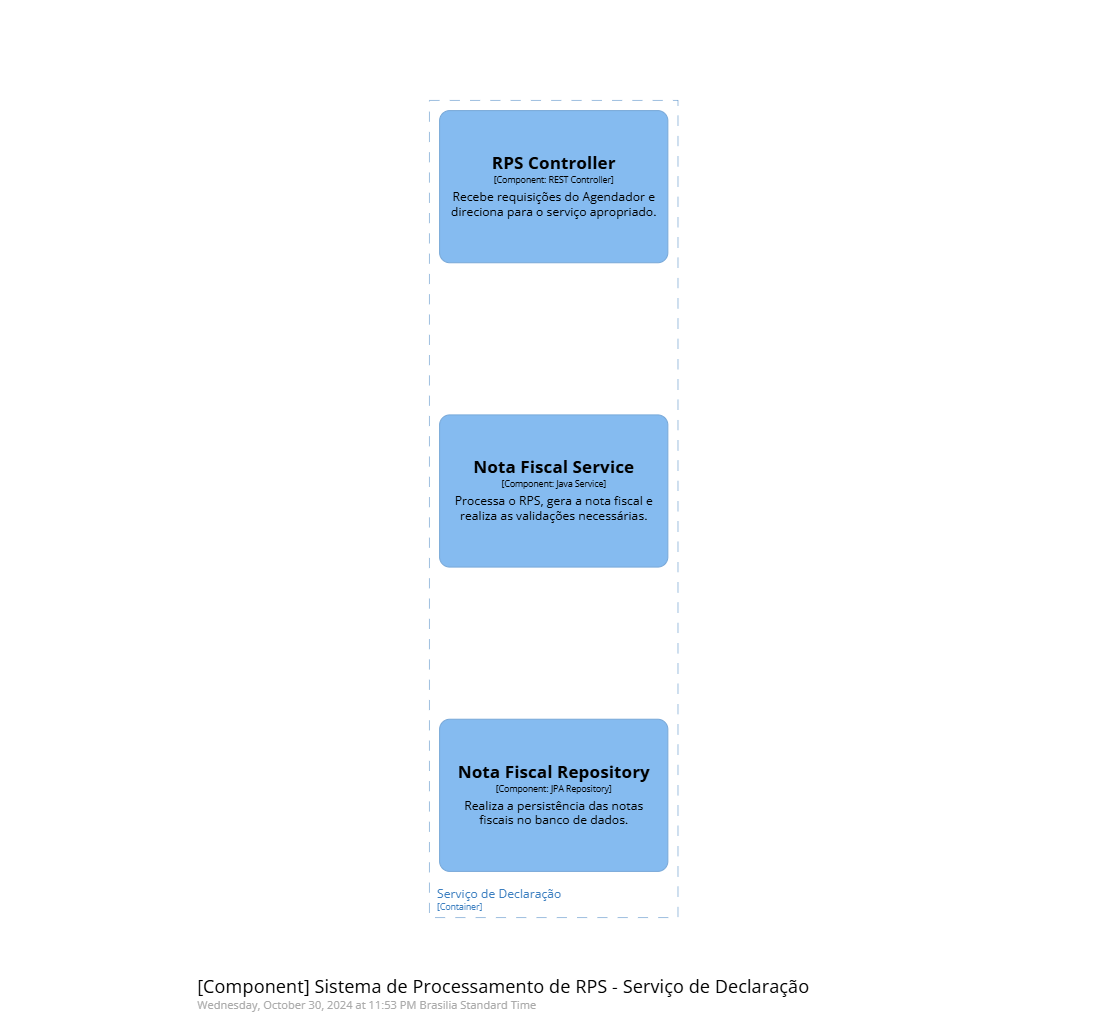 RPS Controller
[Component: REST Controller]
Recebe requisições do Agendador e
direciona para o serviço apropriado.
Nota Fiscal Service
[Component: Java Service]
Processa o RPS, gera a nota fiscal e
realiza as validações necessárias.
Nota Fiscal Repository
[Component: JPA Repository]
Realiza a persistência das notas
fiscais no banco de dados.
Serviço de Declaração
[Container]
[Component] Sistema de Processamento de RPS - Serviço de Declaração
Wednesday, October 30, 2024 at 11:53 PM Brasilia Standard Time